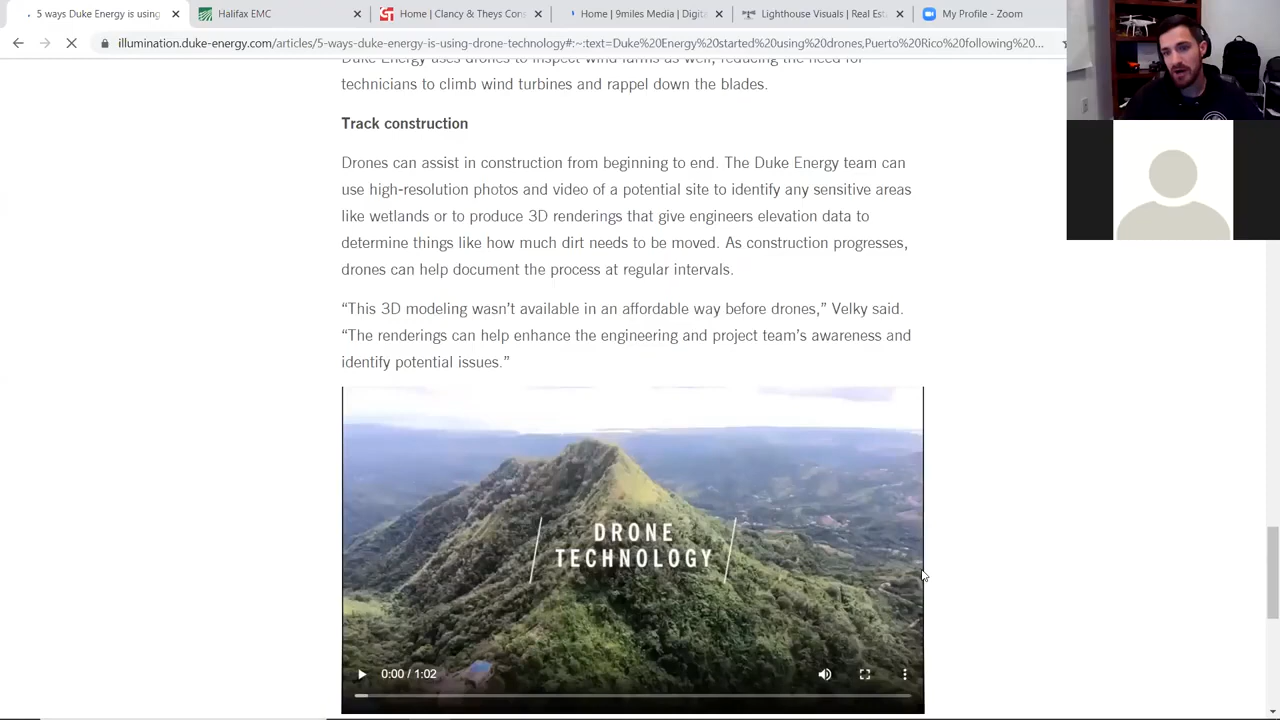 5 ways Duke Energy is using
Halifax EMC
Home | Clancy & Theys Cons
Home | 9miles Media | Digita
Lighthouse Visuals | Real Esta
My Profile - Zoom
illumination.duke-energy.com/articles/5-ways-duke-energy-is-using-drone-technology#:~:text=Duke%20Energy%20started%20using%20drones,Puerto%20Rico%20following%20...
Duke Energy uses drones to inspect wind farms as well, reducing the need for
technicians to climb wind turbines and rappel down the blades.
Track construction
Drones can assist in construction from beginning to end. The Duke Energy team can
use high-resolution photos and video of a potential site to identify any sensitive areas
like wetlands or to produce 3D renderings that give engineers elevation data to
determine things like how much dirt needs to be moved. As construction progresses,
drones can help document the process at regular intervals.
“This 3D modeling wasn’t available in an affordable way before drones,” Velky said.
“The renderings can help enhance the engineering and project team’s awareness and
identify potential issues.”
DRONE
TECHNOLOGY
0:00 / 1:02